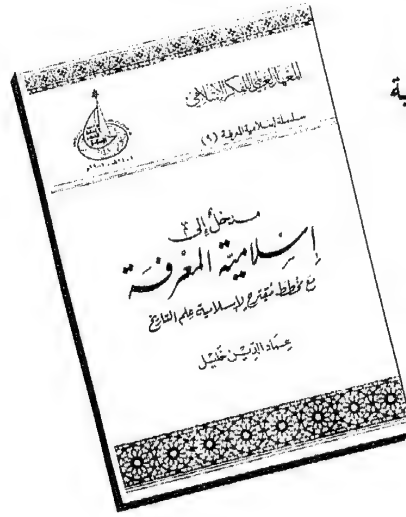 المعهد العالمي للفكر الإسلامي
سلسلة إسلامية المعرفة (٩)
مدخل إلى
إسلامية المعرفة
مع مخطط مقترح لإسلامية علم التاريخ
عماد الدين خليل